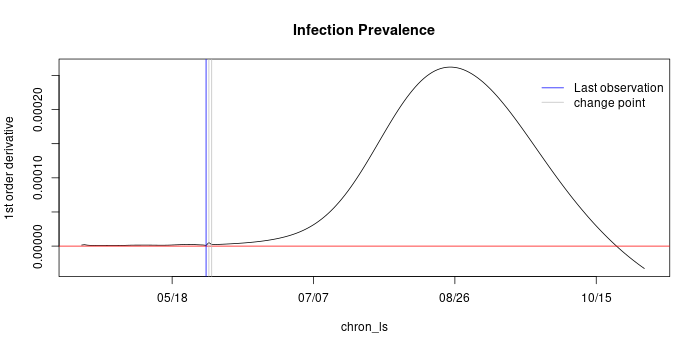 Infection Prevalence
1st order derivative
0.00020
0.00010
0.00000
Last observation
change point
05/18 07/07 08/26 10/15
chron_ls